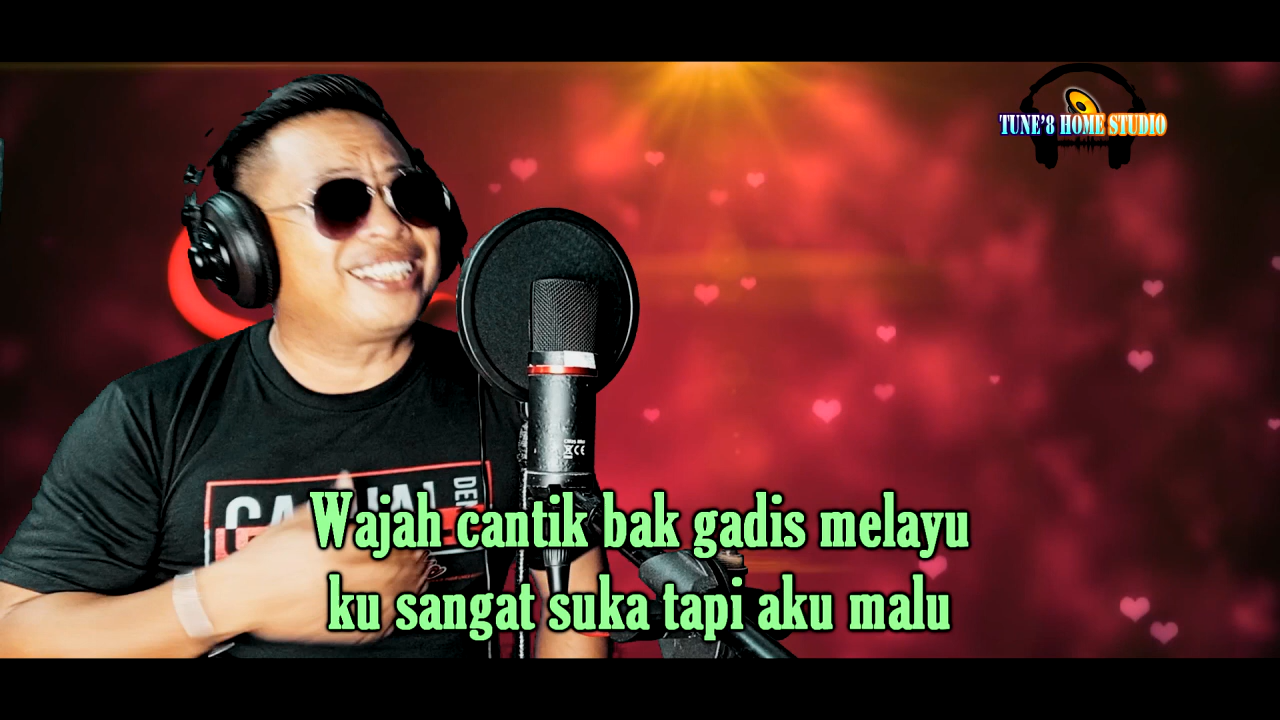 TUNE'8 HOME STUDIO
Wajah cantik bak gadis melayu
ku sangat suka tapi aku malu